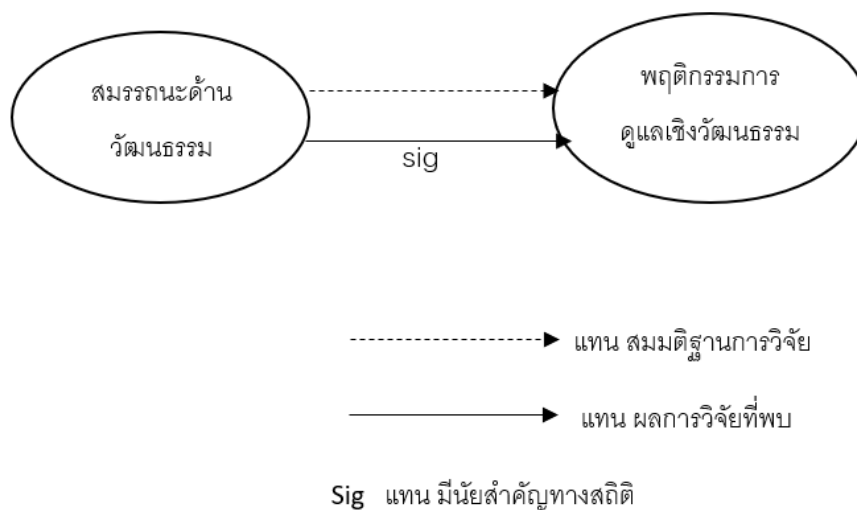 สมรรถนะด้าน
วัฒนธรรม
พฤติกรรมการ
ดูแลเชิงวัฒนธรรม
sig
แทน สมมติฐานการวิจัย
แทน ผลการวิจัยที่พบ
Sig แทน มีนัยสำคัญทางสถิติ